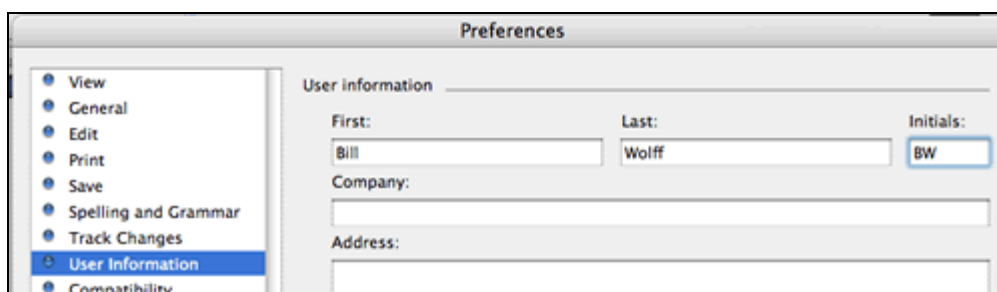 Preferences
View
General
Edit
Print
Save
Spelling and Grammar
Track Changes
User Information
Compatibility
User information
First: Last: Initials:
Bill Wolff BW
Company:
Address: